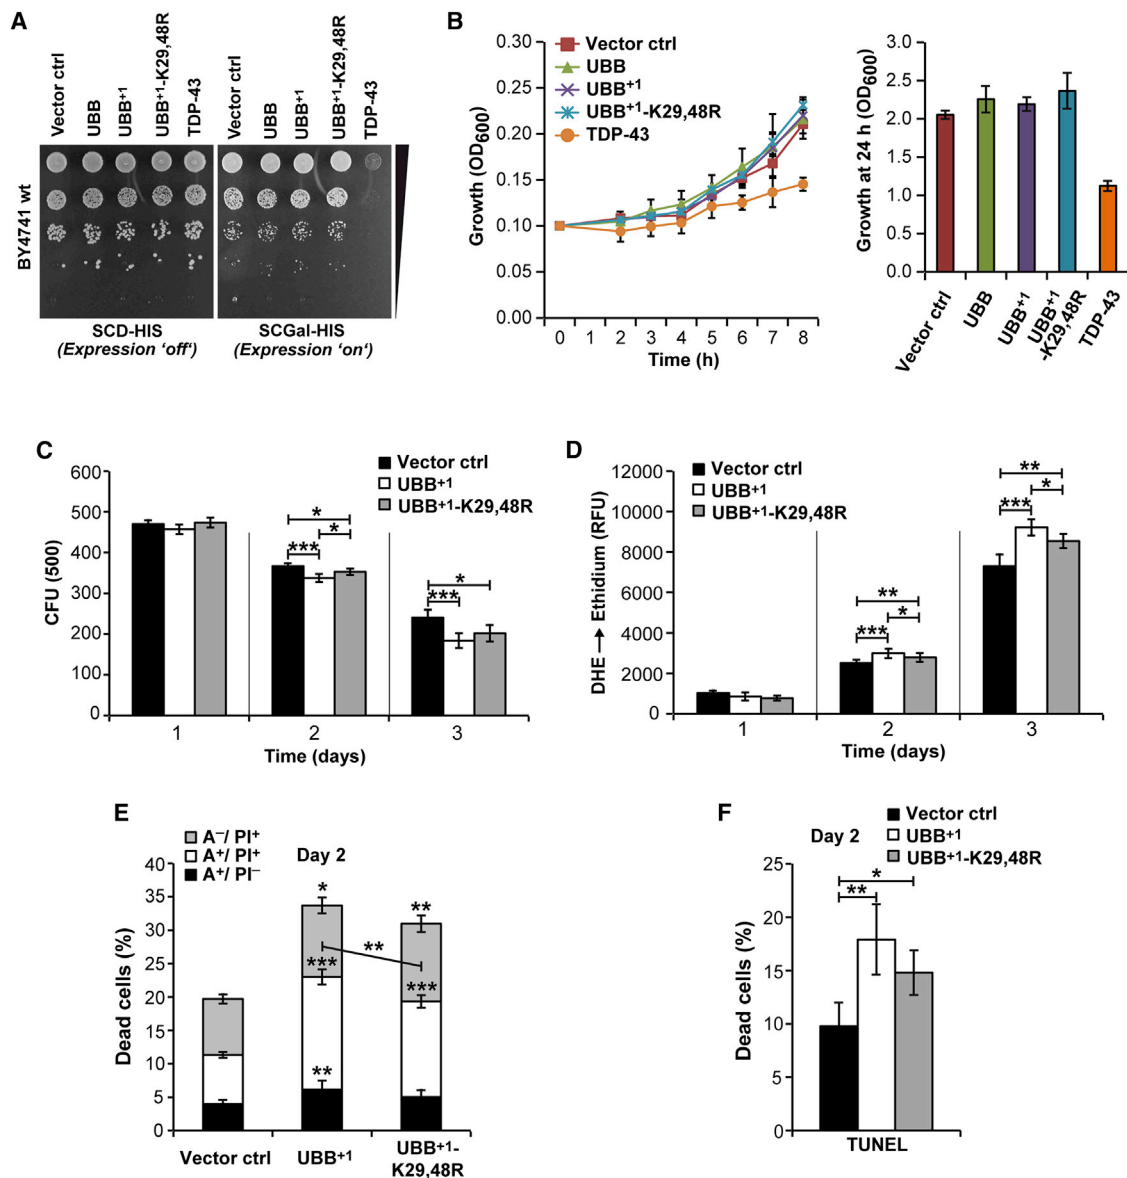 A
Vector ctrl
UBB
UBB+1
UBB+1-K29,48R
TDP-43
Vector ctrl
UBB
UBB+1
UBB+1-K29,48R
TDP-43
BY4741 wt
SCD-HIS
(Expression 'off')
SCGal-HIS
(Expression 'on')
B
Growth (OD600)
0.30
0.25
0.20
0.15
0.10
0.05
0.00
Vector ctrl
UBB
UBB+1
UBB+1-K29,48R
TDP-43
0 1 2 3 4 5 6 7 8
Time (h)
Growth at 24 h (OD600)
3.0
2.5
2.0
1.5
1.0
0.5
0.0
Vector ctrl
UBB
UBB+1
UBB+1
-K29,48R
TDP-43
C
CFU (500)
600
500
400
300
200
100
0
Vector ctrl
UBB+1
UBB+1-K29,48R
*
*
***
*
***
1 2 3
Time (days)
D
DHE → Ethidium (RFU)
12000
10000
8000
6000
4000
2000
0
Vector ctrl
UBB+1
UBB+1-K29,48R
**
*
***
**
*
***
1 2 3
Time (days)
E
A−/ PI+
A+/ PI+
A+/ PI−
Day 2
Dead cells (%)
40
35
30
25
20
15
10
5
0
*
**
**
***
***
**
Vector ctrl
UBB+1
UBB+1-
K29,48R
F
Day 2
Vector ctrl
UBB+1
UBB+1-K29,48R
Dead cells (%)
25
20
15
10
5
0
*
**
TUNEL